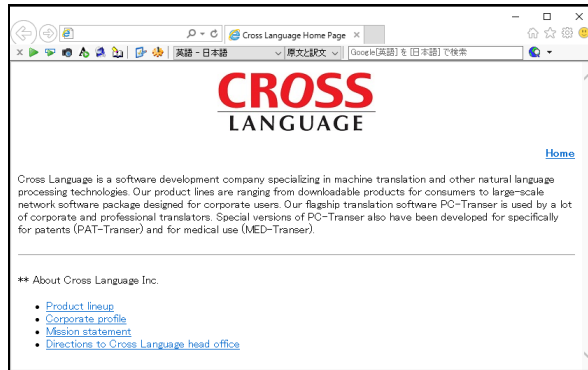 Cross Language Home Page
英語 - 日本語
原文と訳文
Google[英語] を [日本語] で検索
CROSS
LANGUAGE
Home
Cross Language is a software development company specializing in machine translation and other natural language
processing technologies. Our product lines are ranging from downloadable products for consumers to large-scale
network software package designed for corporate users. Our flagship translation software PC-Transer is used by a lot
of corporate and professional translators. Special versions of PC-Transer also have been developed for specifically
for patents (PAT-Transer) and for medical use (MED-Transer).
** About Cross Language Inc.
Product lineup
Corporate profile
Mission statement
Directions to Cross Language head office